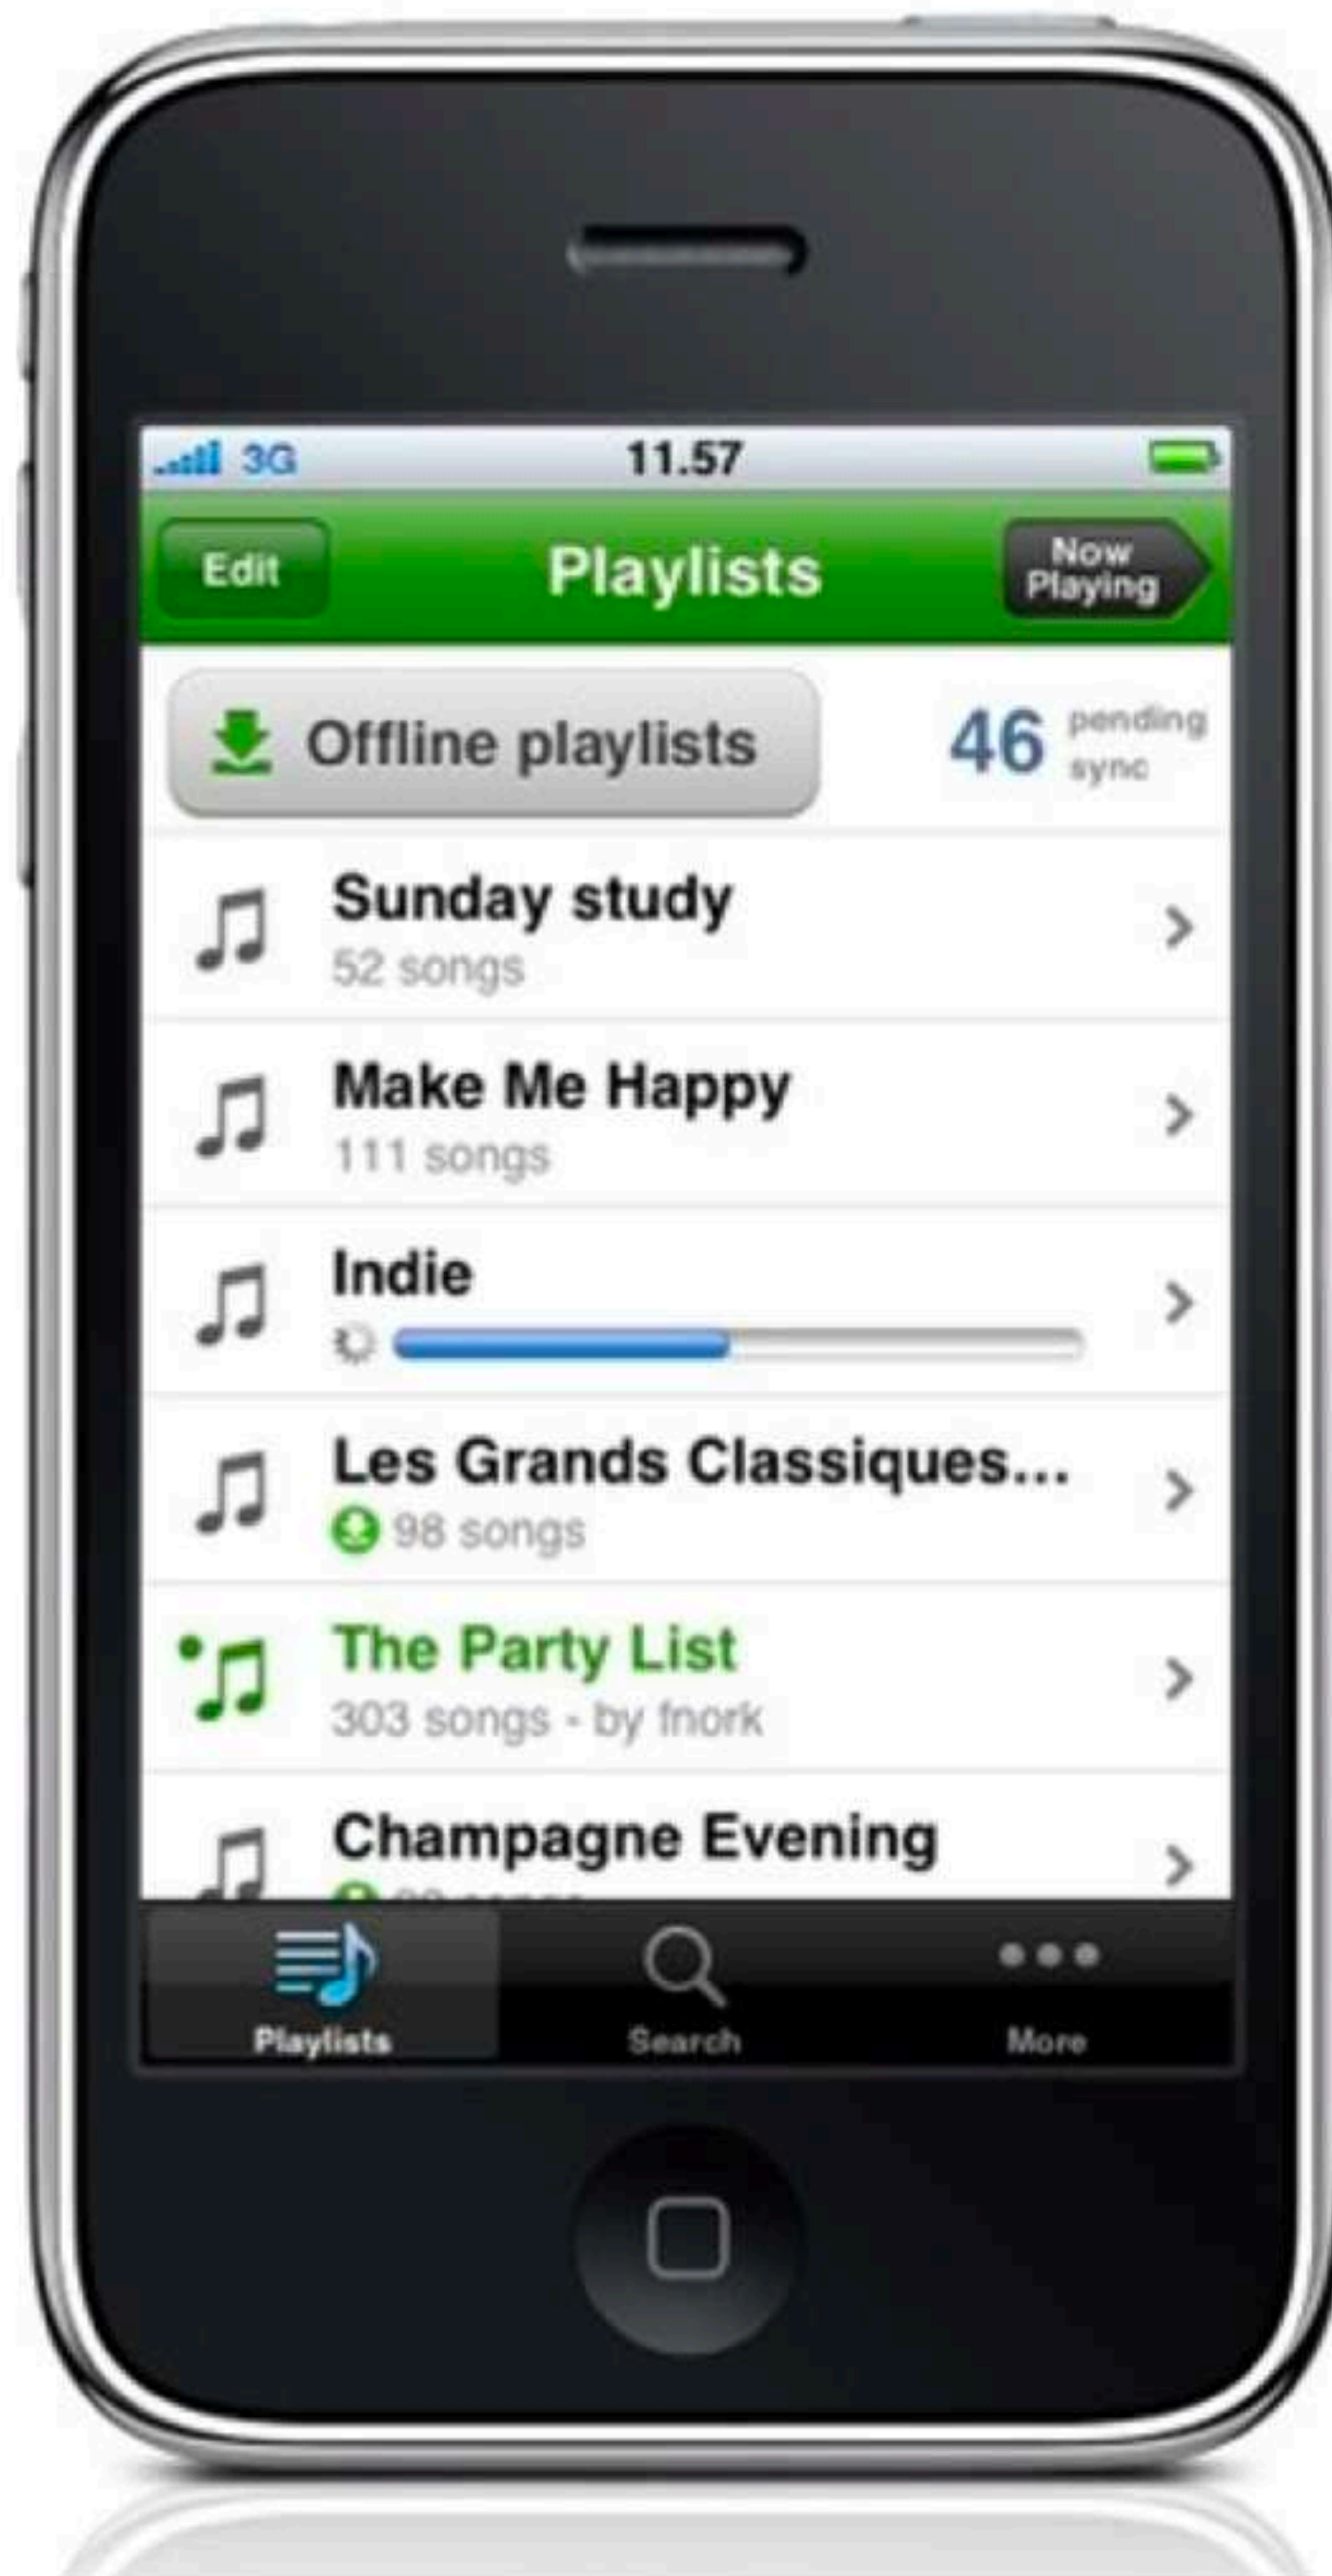 3G 11.57
Edit Playlists Now Playing
Offline playlists 46 pending sync
Sunday study
52 songs
Make Me Happy
111 songs
Indie
Les Grands Classiques...
98 songs
The Party List
303 songs - by fnork
Champagne Evening
Playlists Search More